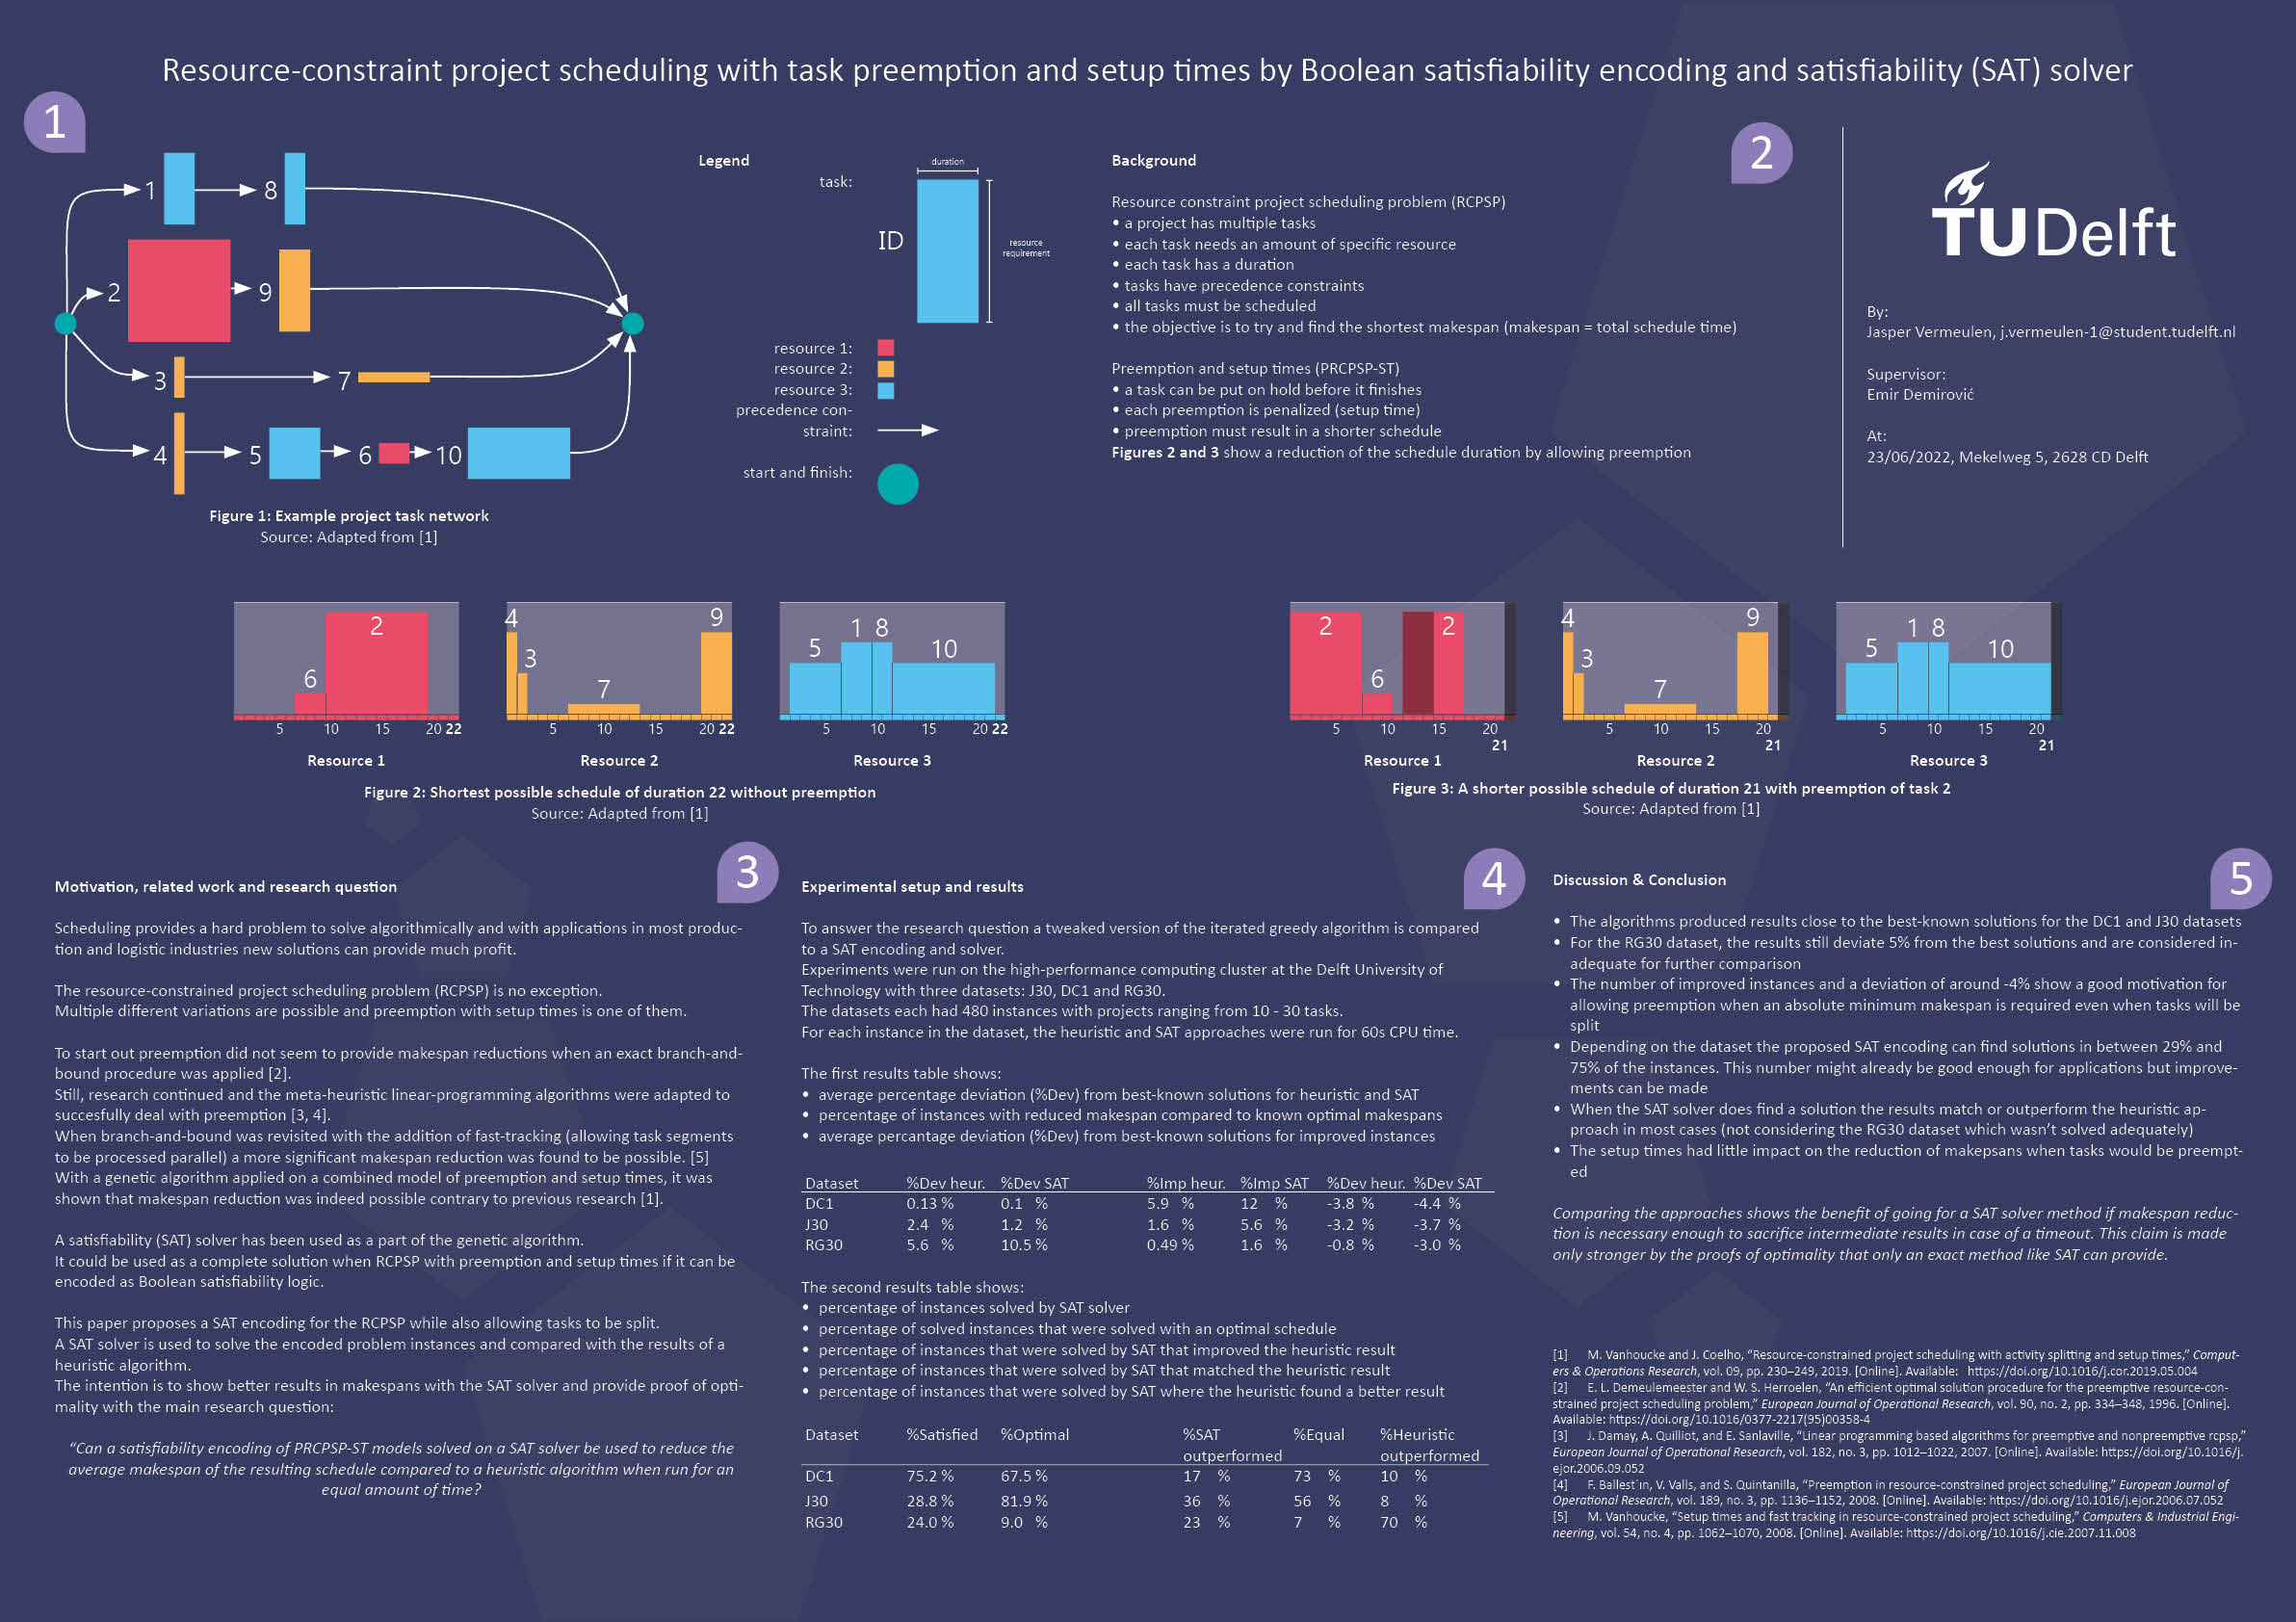 Resource-constraint project scheduling with task preemption and setup times by Boolean satisfiability encoding and satisfiability (SAT) solver
1
1
8
2
9
3
7
4
5
6
10
Figure 1: Example project task network
Source: Adapted from [1]
Legend
task:
duration
ID
resource
requirement
resource 1:
resource 2:
resource 3:
precedence con-
straint:
start and finish:
2
Background
Resource constraint project scheduling problem (RCPSP)
• a project has multiple tasks
• each task needs an amount of specific resource
• each task has a duration
• tasks have precedence constraints
• all tasks must be scheduled
• the objective is to try and find the shortest makespan (makespan = total schedule time)
Preemption and setup times (PRCPSP-ST)
• a task can be put on hold before it finishes
• each preemption is penalized (setup time)
• preemption must result in a shorter schedule
Figures 2 and 3 show a reduction of the schedule duration by allowing preemption
TUDelft
By:
Jasper Vermeulen, j.vermeulen-1@student.tudelft.nl
Supervisor:
Emir Demirović
At:
23/06/2022, Mekelweg 5, 2628 CD Delft
2
6
5 10 15 20 22
Resource 1
4
3
7
9
5 10 15 20 22
Resource 2
5
1 8
10
5 10 15 20 22
Resource 3
Figure 2: Shortest possible schedule of duration 22 without preemption
Source: Adapted from [1]
2
6
2
5 10 15 20
21
Resource 1
4
3
7
9
5 10 15 20
21
Resource 2
5
1 8
10
5 10 15 20
21
Resource 3
Figure 3: A shorter possible schedule of duration 21 with preemption of task 2
Source: Adapted from [1]
3
Motivation, related work and research question
Scheduling provides a hard problem to solve algorithmically and with applications in most produc-
tion and logistic industries new solutions can provide much profit.
The resource-constrained project scheduling problem (RCPSP) is no exception.
Multiple different variations are possible and preemption with setup times is one of them.
To start out preemption did not seem to provide makespan reductions when an exact branch-and-
bound procedure was applied [2].
Still, research continued and the meta-heuristic linear-programming algorithms were adapted to
succesfully deal with preemption [3, 4].
When branch-and-bound was revisited with the addition of fast-tracking (allowing task segments
to be processed parallel) a more significant makespan reduction was found to be possible. [5]
With a genetic algorithm applied on a combined model of preemption and setup times, it was
shown that makespan reduction was indeed possible contrary to previous research [1].
A satisfiability (SAT) solver has been used as a part of the genetic algorithm.
It could be used as a complete solution when RCPSP with preemption and setup times if it can be
encoded as Boolean satisfiability logic.
This paper proposes a SAT encoding for the RCPSP while also allowing tasks to be split.
A SAT solver is used to solve the encoded problem instances and compared with the results of a
heuristic algorithm.
The intention is to show better results in makespans with the SAT solver and provide proof of opti-
mality with the main research question:
“Can a satisfiability encoding of PRCPSP-ST models solved on a SAT solver be used to reduce the
average makespan of the resulting schedule compared to a heuristic algorithm when run for an
equal amount of time?
4
Experimental setup and results
To answer the research question a tweaked version of the iterated greedy algorithm is compared
to a SAT encoding and solver.
Experiments were run on the high-performance computing cluster at the Delft University of
Technology with three datasets: J30, DC1 and RG30.
The datasets each had 480 instances with projects ranging from 10 - 30 tasks.
For each instance in the dataset, the heuristic and SAT approaches were run for 60s CPU time.
The first results table shows:
• average percentage deviation (%Dev) from best-known solutions for heuristic and SAT
• percentage of instances with reduced makespan compared to known optimal makespans
• average percantage deviation (%Dev) from best-known solutions for improved instances
Dataset %Dev heur. %Dev SAT %Imp heur. %Imp SAT %Dev heur. %Dev SAT
DC1 0.13 % 0.1 % 5.9 % 12 % -3.8 % -4.4 %
J30 2.4 % 1.2 % 1.6 % 5.6 % -3.2 % -3.7 %
RG30 5.6 % 10.5 % 0.49 % 1.6 % -0.8 % -3.0 %
The second results table shows:
• percentage of instances solved by SAT solver
• percentage of solved instances that were solved with an optimal schedule
• percentage of instances that were solved by SAT that improved the heuristic result
• percentage of instances that were solved by SAT that matched the heuristic result
• percentage of instances that were solved by SAT where the heuristic found a better result
Dataset %Satisfied %Optimal %SAT %Equal %Heuristic
outperformed outperformed
DC1 75.2 % 67.5 % 17 % 73 % 10 %
J30 28.8 % 81.9 % 36 % 56 % 8 %
RG30 24.0 % 9.0 % 23 % 7 % 70 %
5
Discussion & Conclusion
• The algorithms produced results close to the best-known solutions for the DC1 and J30 datasets
• For the RG30 dataset, the results still deviate 5% from the best solutions and are considered in-
adequate for further comparison
• The number of improved instances and a deviation of around -4% show a good motivation for
allowing preemption when an absolute minimum makespan is required even when tasks will be
split
• Depending on the dataset the proposed SAT encoding can find solutions in between 29% and
75% of the instances. This number might already be good enough for applications but improve-
ments can be made
• When the SAT solver does find a solution the results match or outperform the heuristic ap-
proach in most cases (not considering the RG30 dataset which wasn’t solved adequately)
• The setup times had little impact on the reduction of makepsans when tasks would be preempt-
ed
Comparing the approaches shows the benefit of going for a SAT solver method if makespan reduc-
tion is necessary enough to sacrifice intermediate results in case of a timeout. This claim is made
only stronger by the proofs of optimality that only an exact method like SAT can provide.
[1] M. Vanhoucke and J. Coelho, “Resource-constrained project scheduling with activity splitting and setup times,” Comput-
ers & Operations Research, vol. 09, pp. 230–249, 2019. [Online]. Available: https://doi.org/10.1016/j.cor.2019.05.004
[2] E. L. Demeulemeester and W. S. Herroelen, “An efficient optimal solution procedure for the preemptive resource-con-
strained project scheduling problem,” European Journal of Operational Research, vol. 90, no. 2, pp. 334–348, 1996. [Online].
Available: https://doi.org/10.1016/0377-2217(95)00358-4
[3] J. Damay, A. Quilliot, and E. Sanlaville, “Linear programming based algorithms for preemptive and nonpreemptive rcpsp,”
European Journal of Operational Research, vol. 182, no. 3, pp. 1012–1022, 2007. [Online]. Available: https://doi.org/10.1016/j.
ejor.2006.09.052
[4] F. Ballest´ın, V. Valls, and S. Quintanilla, “Preemption in resource-constrained project scheduling,” European Journal of
Operational Research, vol. 189, no. 3, pp. 1136–1152, 2008. [Online]. Available: https://doi.org/10.1016/j.ejor.2006.07.052
[5] M. Vanhoucke, “Setup times and fast tracking in resource-constrained project scheduling,” Computers & Industrial Engi-
neering, vol. 54, no. 4, pp. 1062–1070, 2008. [Online]. Available: https://doi.org/10.1016/j.cie.2007.11.008